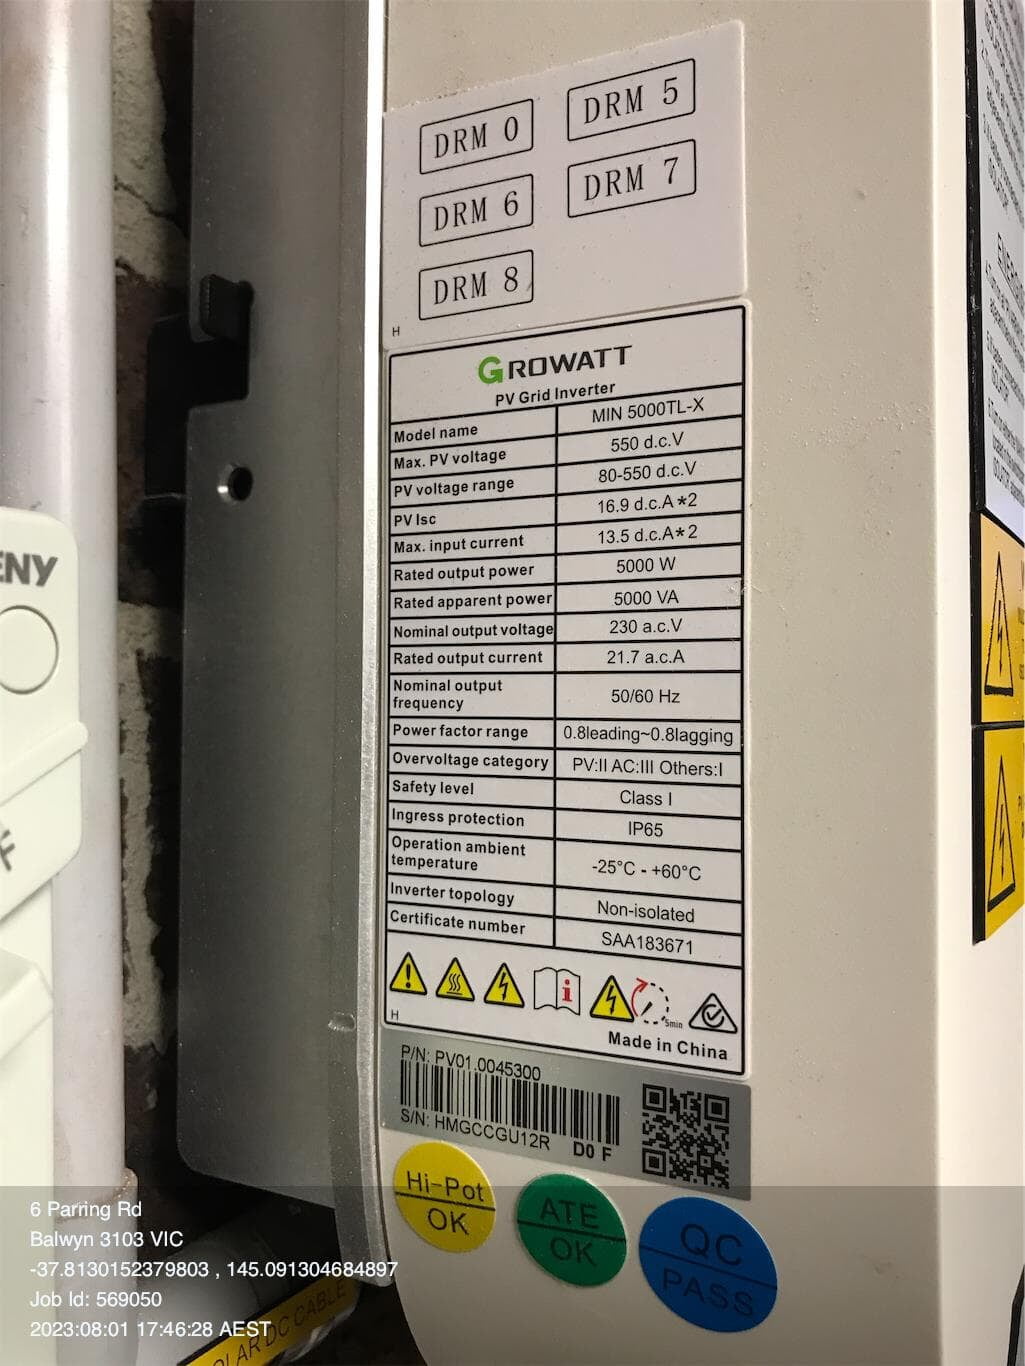 DRM 0 DRM 5
DRM 6 DRM 7
DRM 8
H
GROWATT
PV Grid Inverter
Model name MIN 5000TL-X
Max. PV voltage 550 d.c.V
PV voltage range 80-550 d.c.V
PV Isc 16.9 d.c.A*2
Max. input current 13.5 d.c.A*2
Rated output power 5000 W
Rated apparent power 5000 VA
Nominal output voltage 230 a.c.V
Rated output current 21.7 a.c.A
Nominal output
frequency 50/60 Hz
Power factor range 0.8leading~0.8lagging
Overvoltage category PV:II AC:III Others:I
Safety level Class I
Ingress protection IP65
Operation ambient
temperature -25°C - +60°C
Inverter topology Non-isolated
Certificate number SAA183671
5min
H
Made in China
P/N: PV01.0045300
S/N: HMGCCGU12R D0 F
Hi-Pot
OK
ATE
OK
QC
PASS
6 Parring Rd
Balwyn 3103 VIC
-37.8130152379803 , 145.091304684897
Job Id: 569050
2023:08:01 17:46:28 AEST
DC CABLE